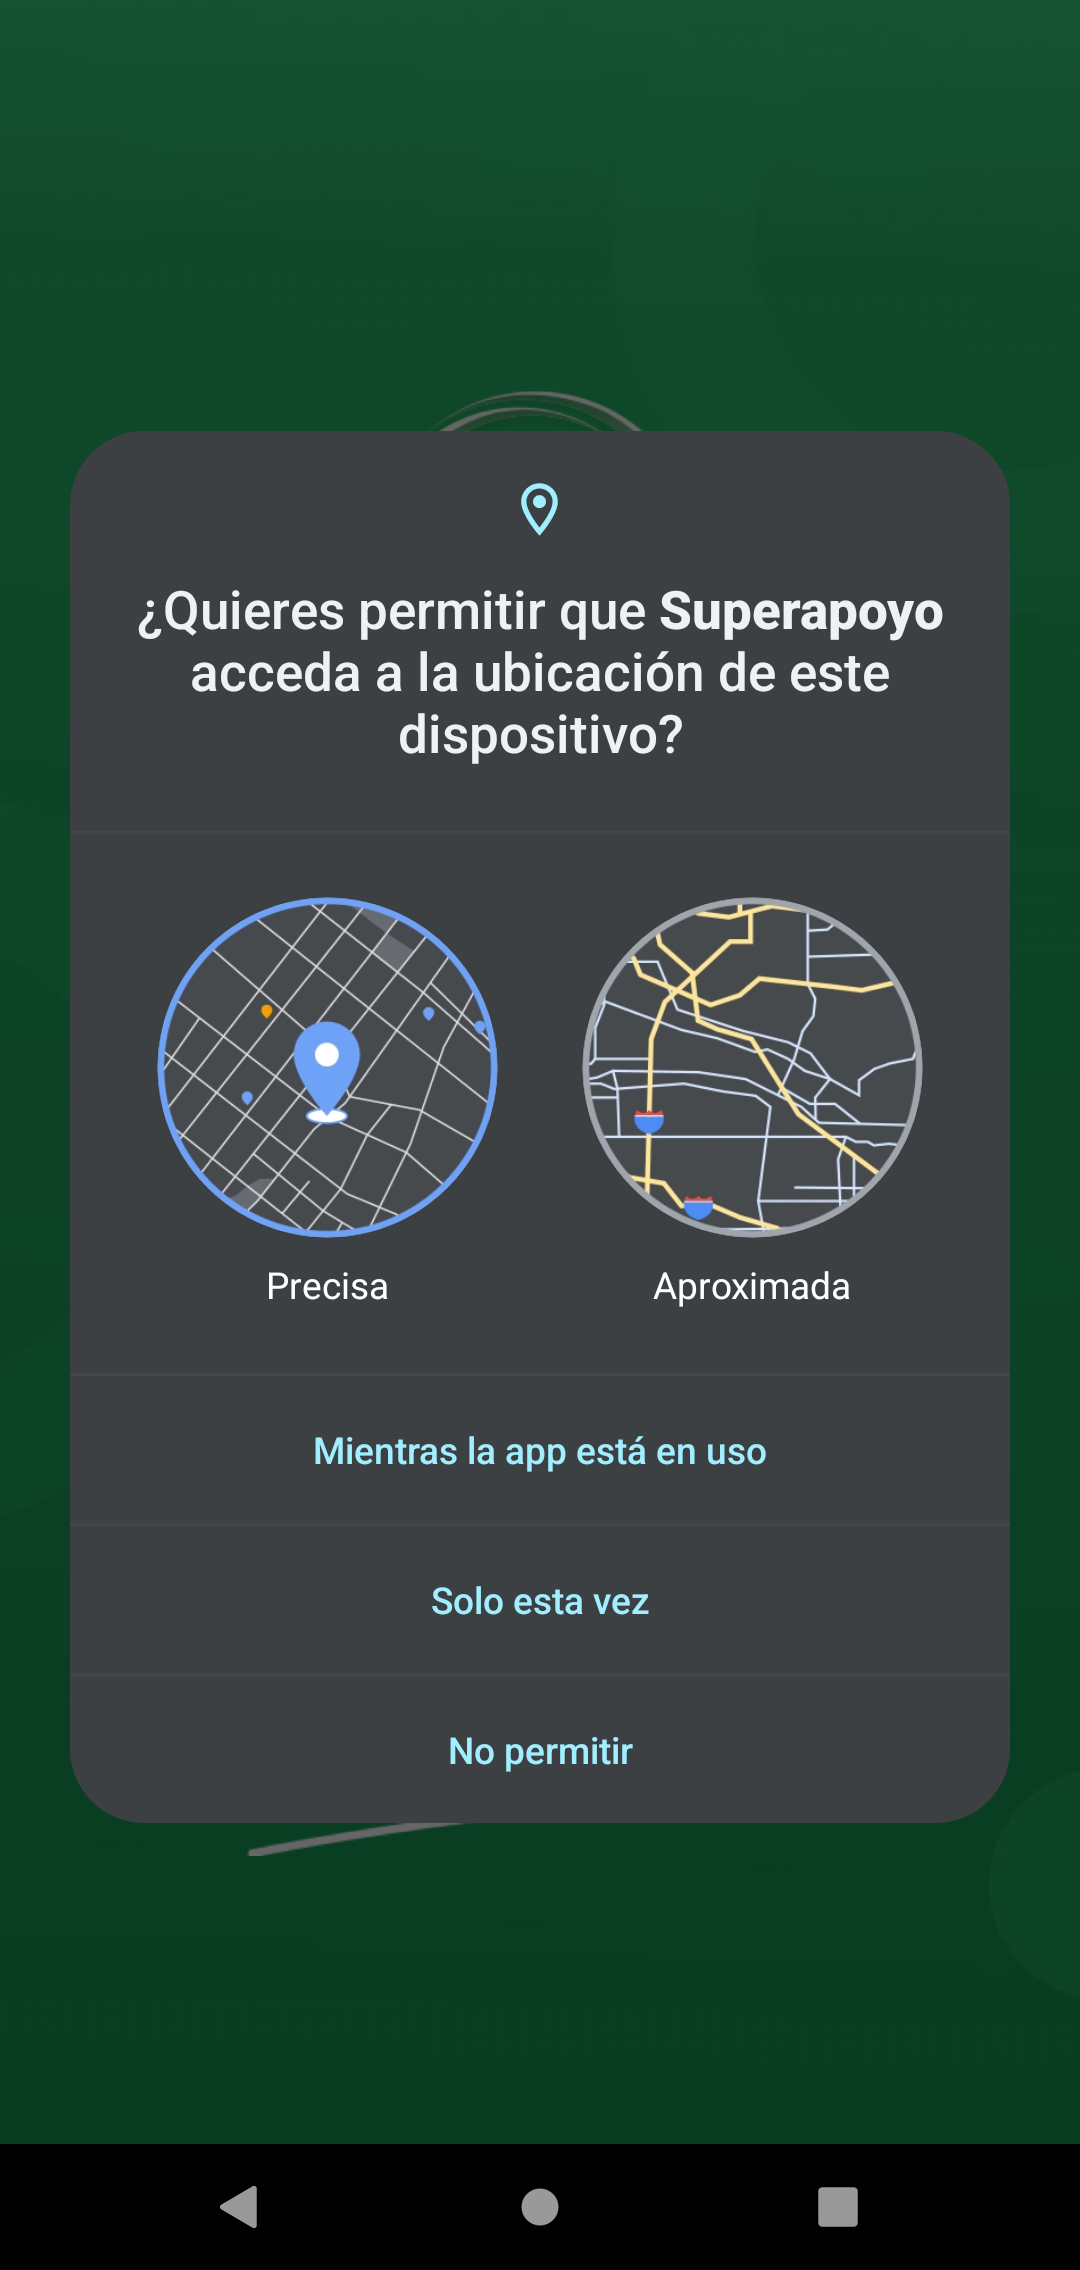 ¿Quieres permitir que Superapoyo
acceda a la ubicación de este
dispositivo?
Precisa
Aproximada
Mientras la app está en uso
Solo esta vez
No permitir